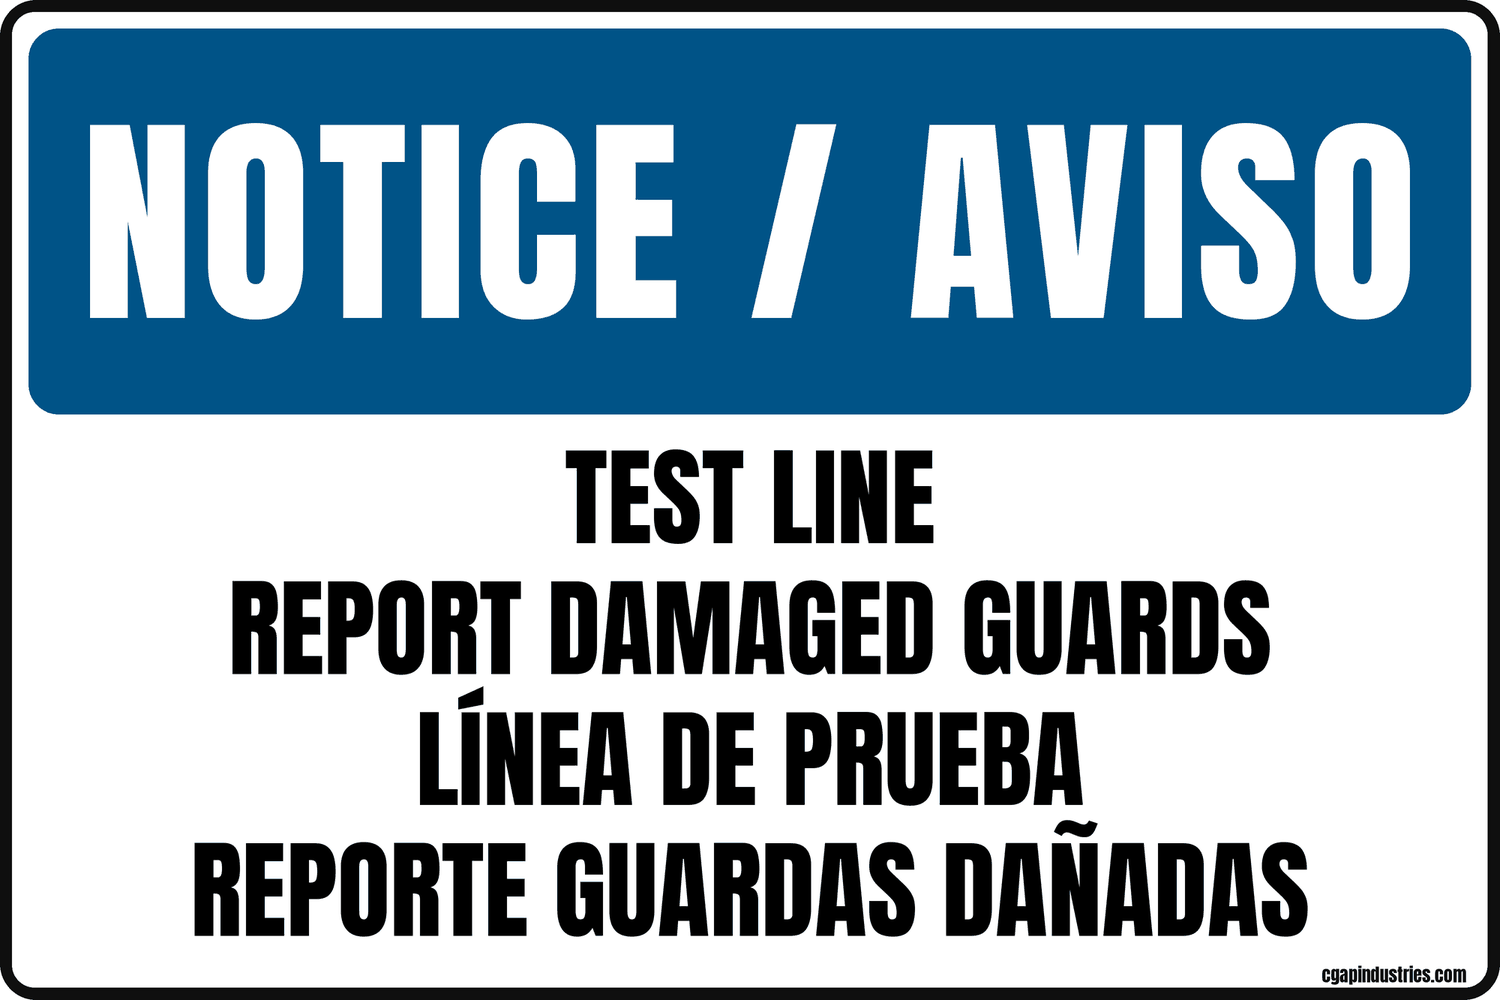 NOTICE / AVISO
TEST LINE
REPORT DAMAGED GUARDS
LÍNEA DE PRUEBA
REPORTE GUARDAS DAÑADAS
cgapindustries.com